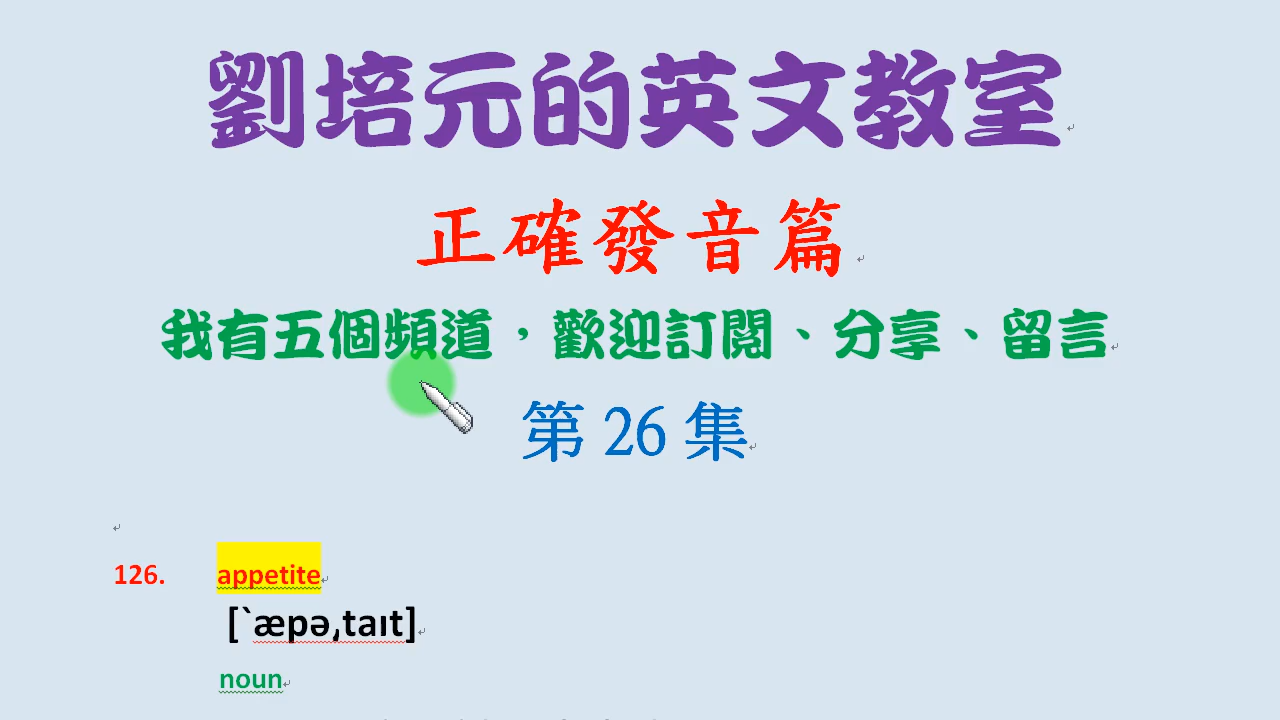 劉培元的英文教室
正確發音篇
我有五個頻道，歡迎訂閱、分享、留言
第 26 集
126. appetite
[ˋæpə͵taɪt]
noun